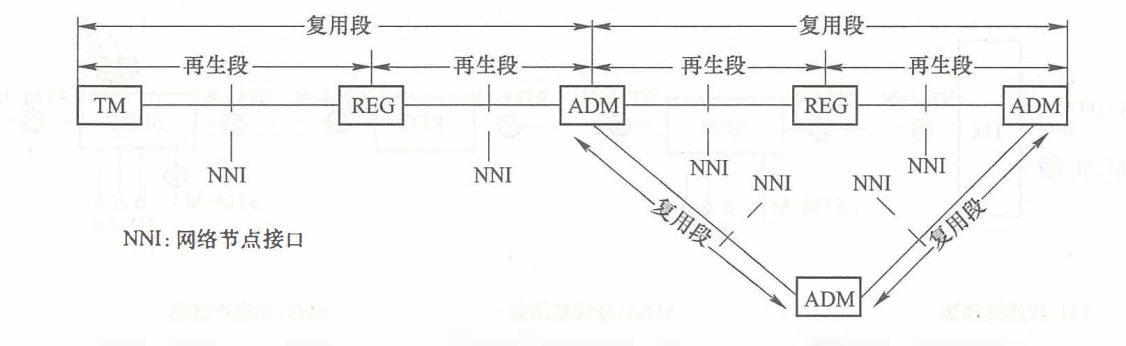 复用段 复用段
再生段 再生段 再生段 再生段
TM REG ADM REG ADM
NNI NNI NNI NNI
NNI NNI
复用段 复用段
NNI: 网络节点接口
ADM